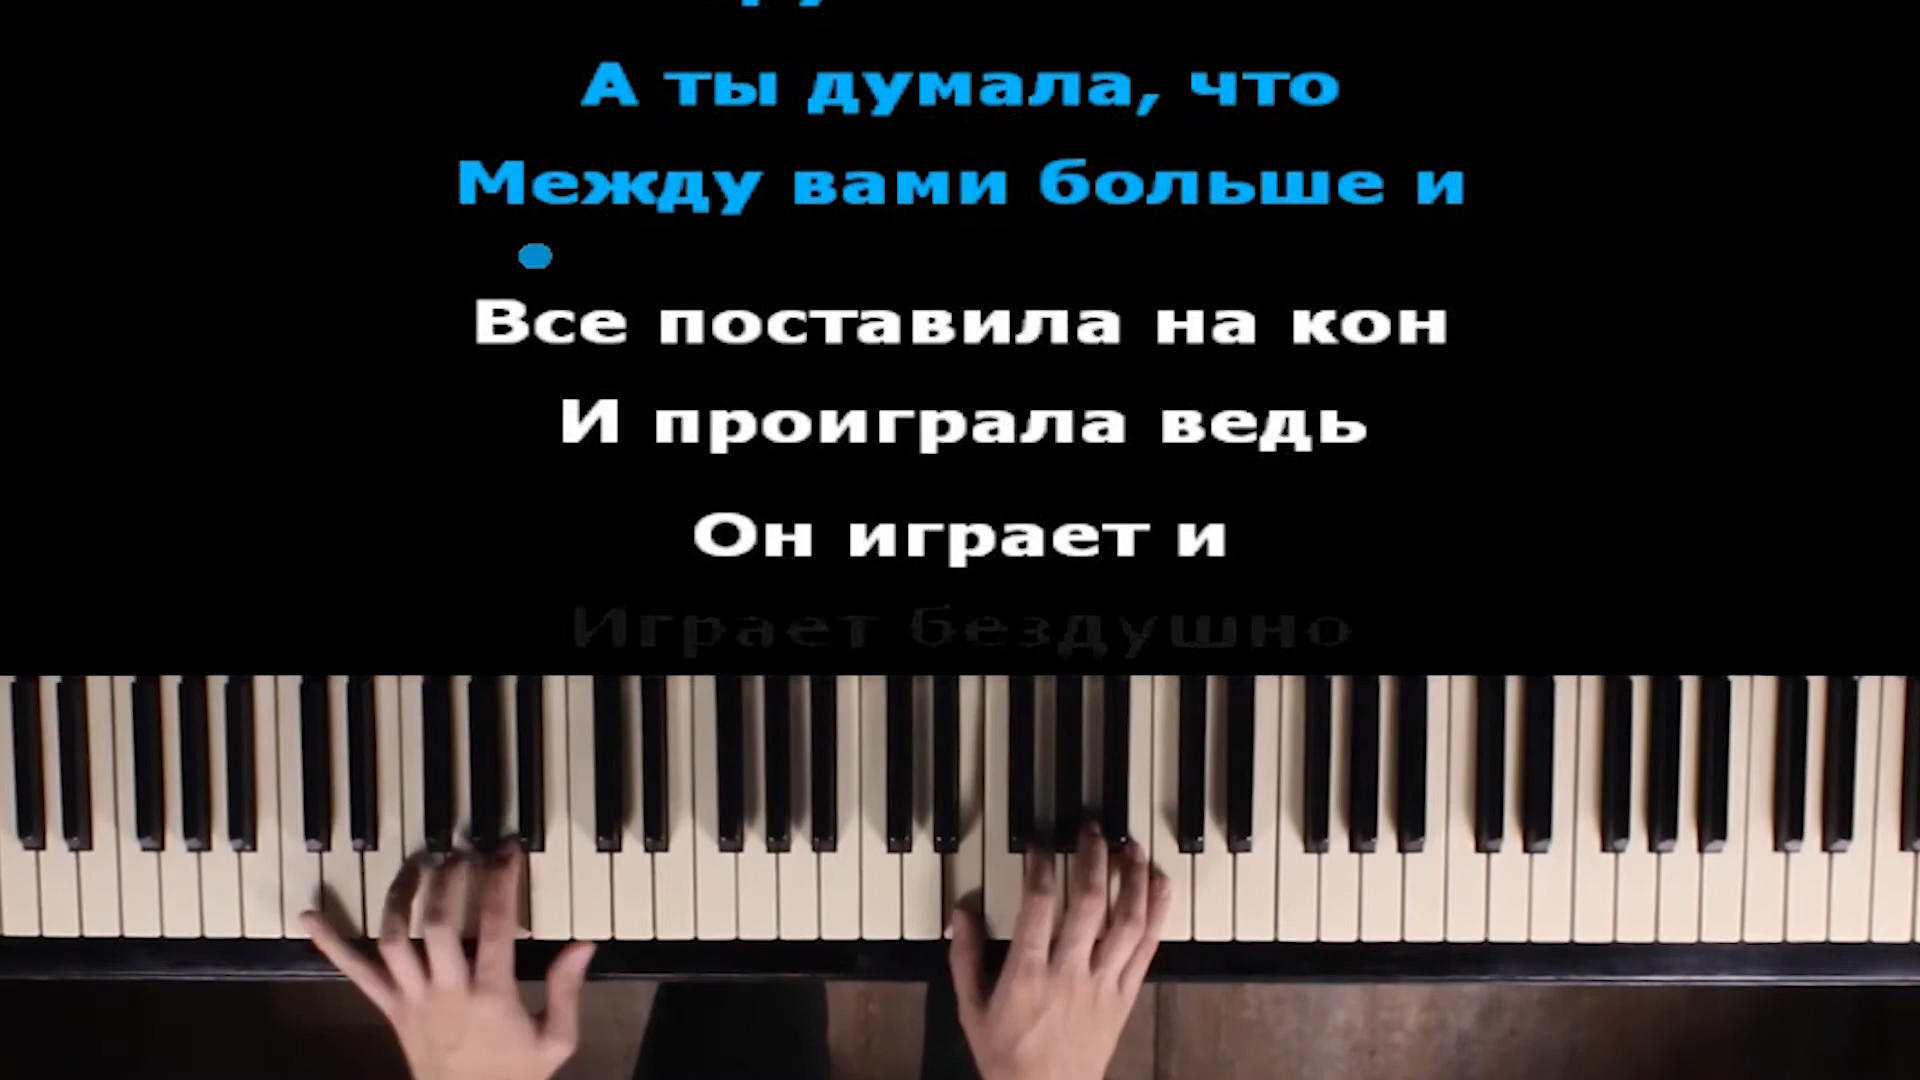 А ты думала, что
Между вами больше и
Все поставила на кон
И проиграла ведь
Он играет и
Играет бездушно